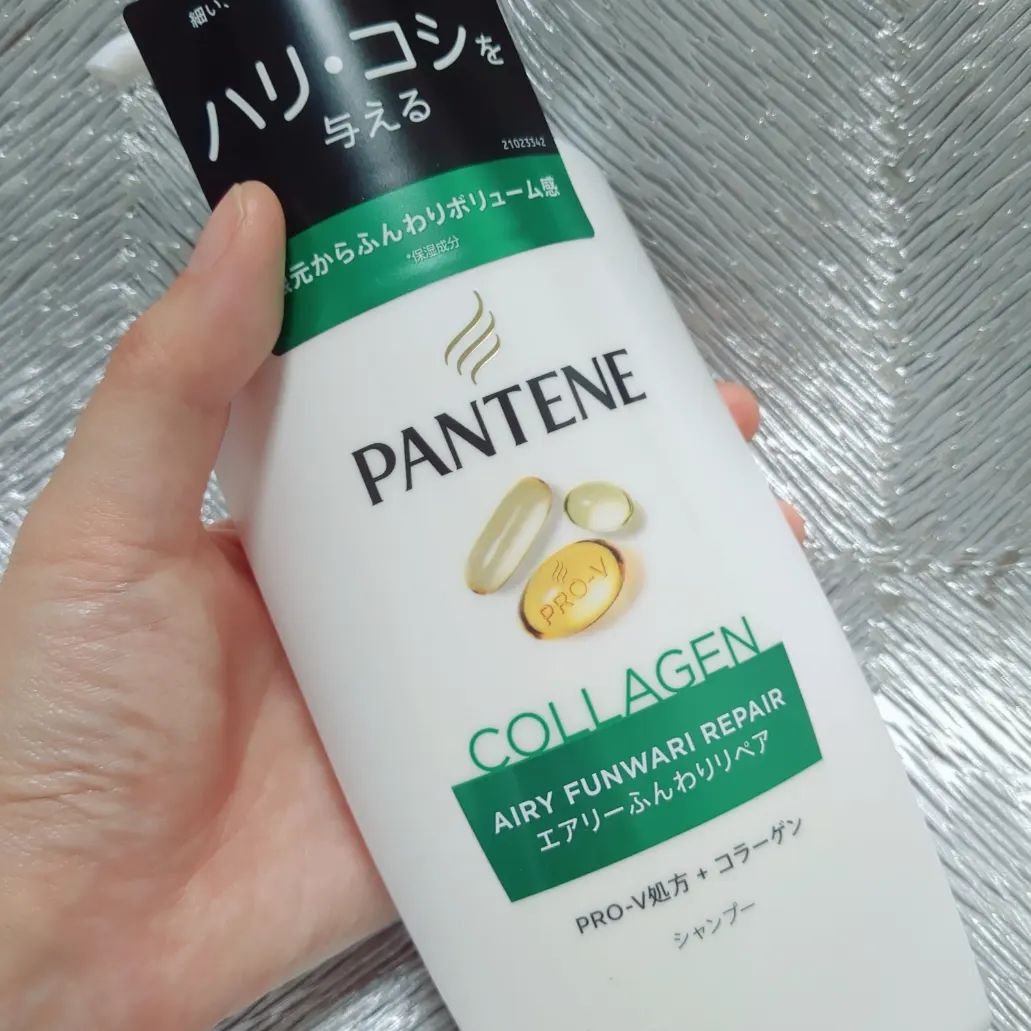 細い、
ハリ・コシを
与える
21023342
元からふんわりボリューム感
*保湿成分
PANTENE
PRO-V
COLLAGEN
AIRY FUNWARI REPAIR
エアリーふんわりリペア
PRO-V処方 + コラーゲン
シャンプー